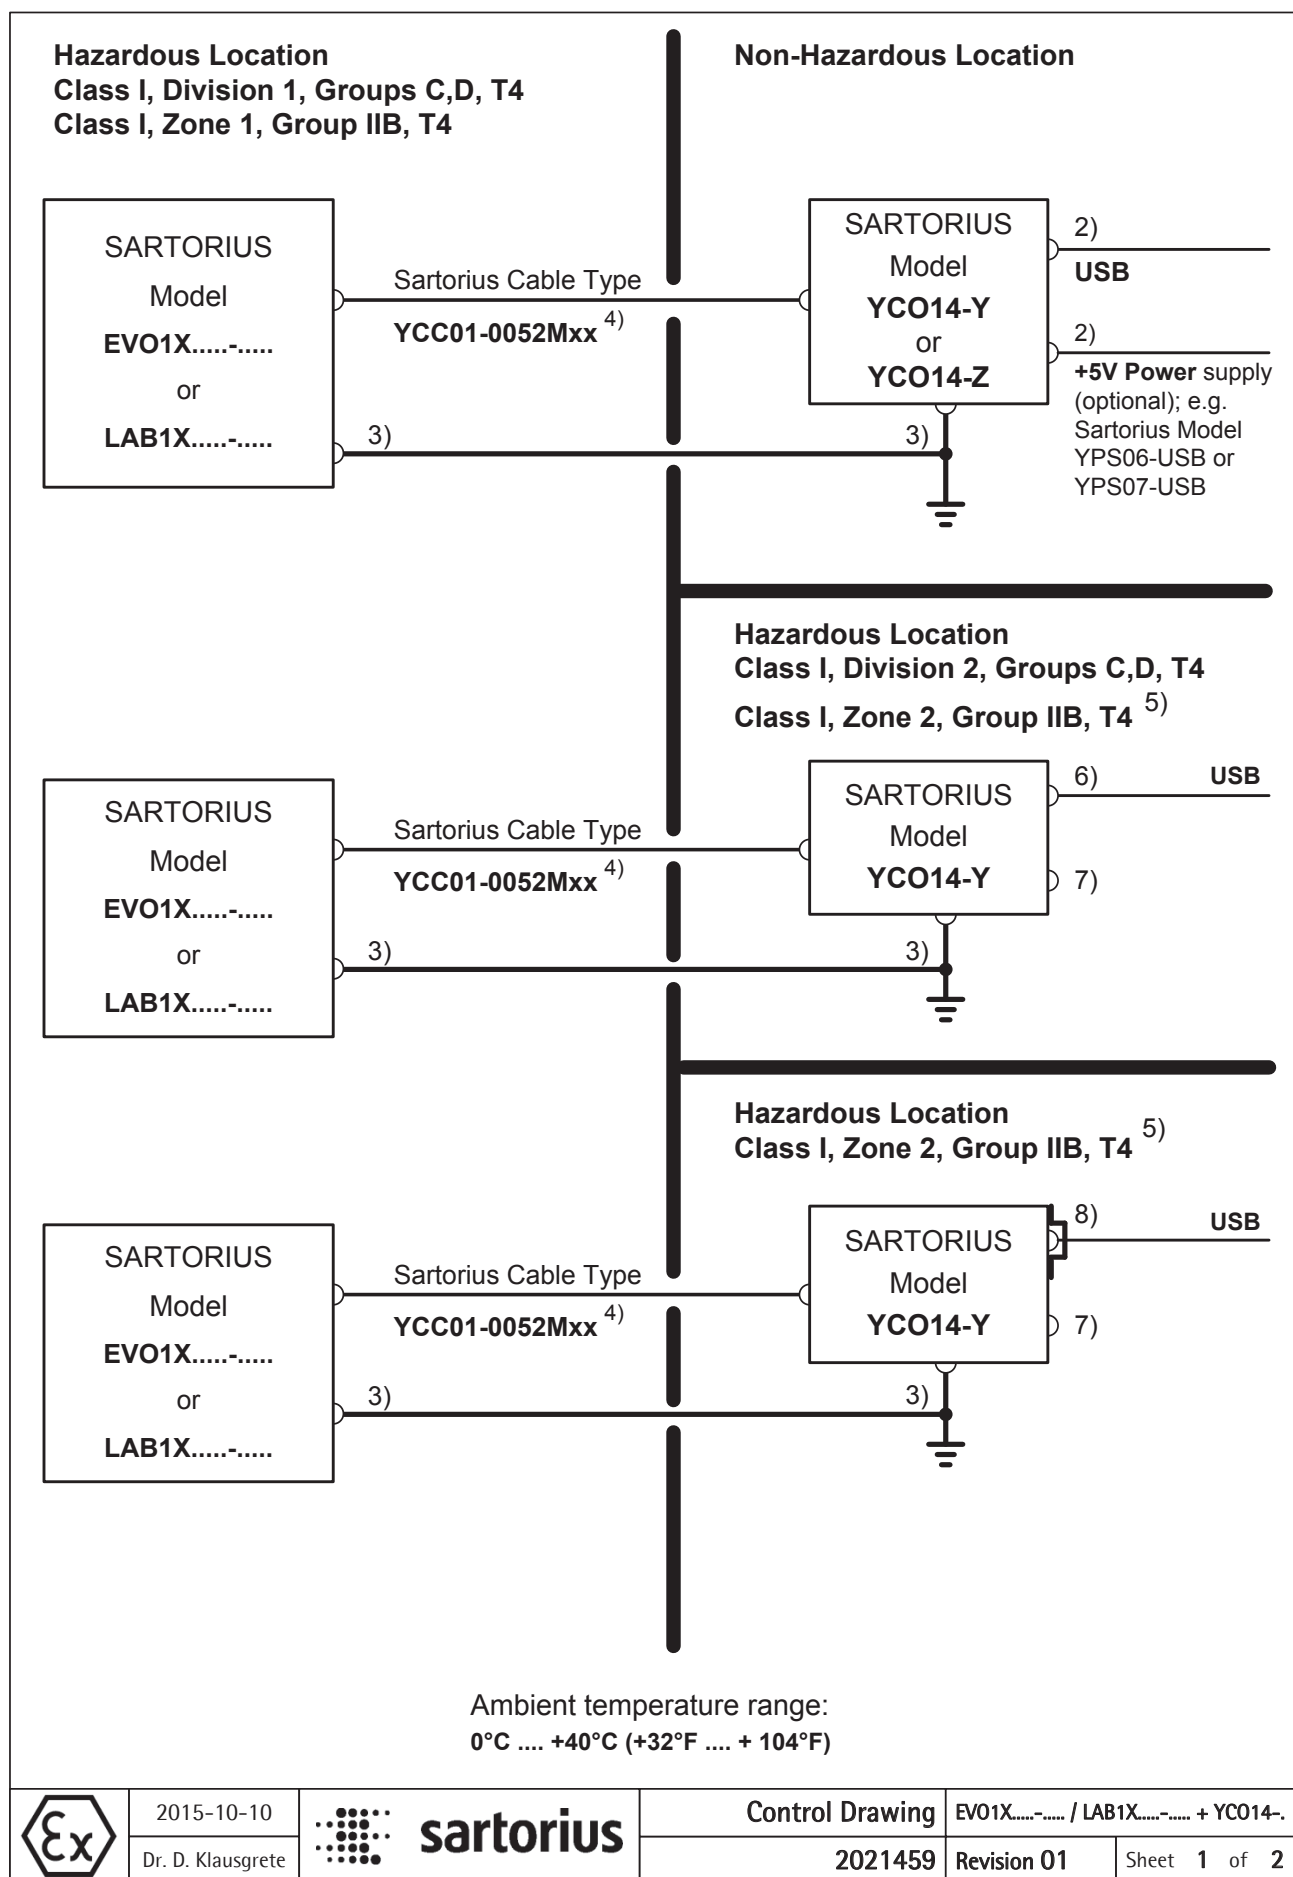 Hazardous Location
Class I, Division 1, Groups C,D, T4
Class I, Zone 1, Group IIB, T4
Non-Hazardous Location
SARTORIUS
Model
EVO1X.....-.....
or
LAB1X.....-.....
Sartorius Cable Type
YCC01-0052Mxx 4)
3)
SARTORIUS
Model
YCO14-Y
or
YCO14-Z
3)
2)
USB
2)
+5V Power supply
(optional); e.g.
Sartorius Model
YPS06-USB or
YPS07-USB
Hazardous Location
Class I, Division 2, Groups C,D, T4
Class I, Zone 2, Group IIB, T4 5)
SARTORIUS
Model
EVO1X.....-.....
or
LAB1X.....-.....
Sartorius Cable Type
YCC01-0052Mxx 4)
3)
SARTORIUS
Model
YCO14-Y
3)
6) USB
7)
Hazardous Location
Class I, Zone 2, Group IIB, T4 5)
SARTORIUS
Model
EVO1X.....-.....
or
LAB1X.....-.....
Sartorius Cable Type
YCC01-0052Mxx 4)
3)
SARTORIUS
Model
YCO14-Y
3)
8) USB
7)
Ambient temperature range:
0°C .... +40°C (+32°F .... + 104°F)
Ex
2015-10-10
Dr. D. Klausgrete
sartorius
Control Drawing
2021459
EVO1X.....-..... / LAB1X.....-..... + YCO14-.
Revision 01
Sheet 1 of 2